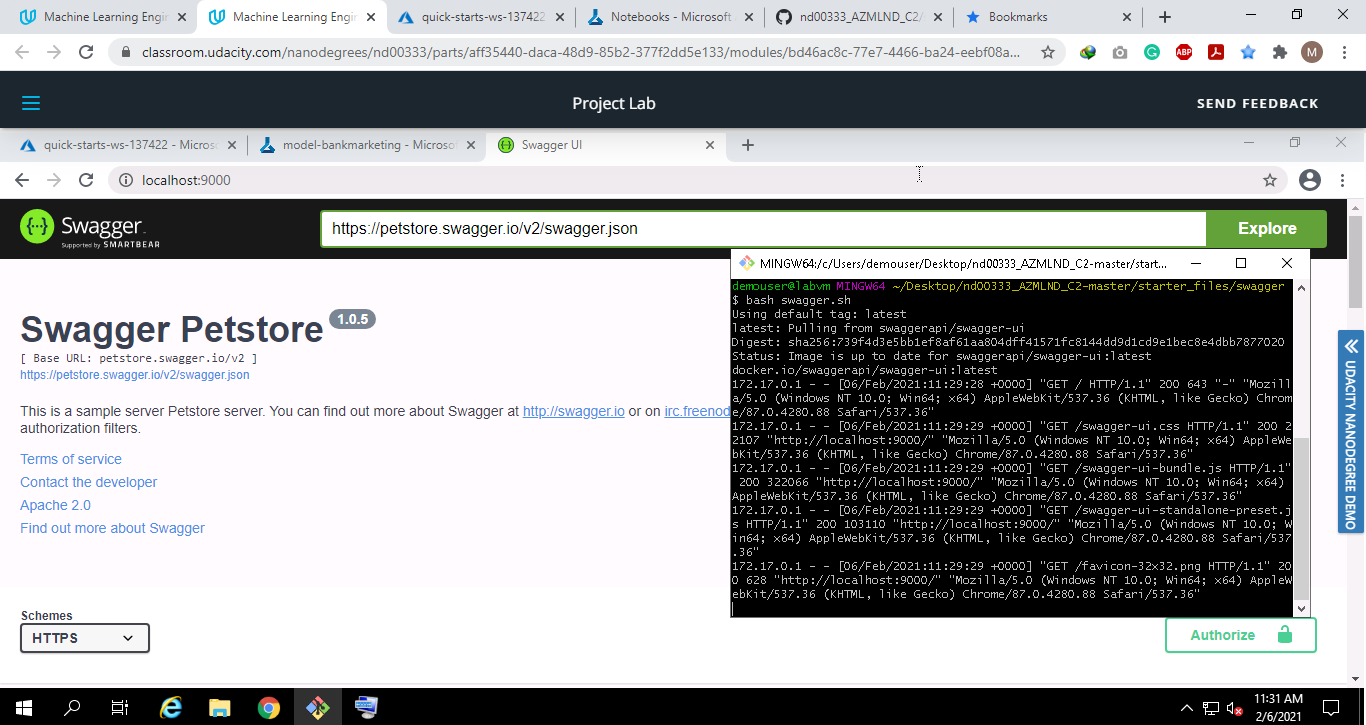 Machine Learning Engin
Machine Learning Engin
quick-starts-ws-137422
Notebooks - Microsoft
nd00333_AZMLND_C2/
Bookmarks
classroom.udacity.com/nanodegrees/nd00333/parts/aff35440-daca-48d9-85b2-377f2dd5e133/modules/bd46ac8c-77e7-4466-ba24-eebf08a...
ABP
M
Project Lab
SEND FEEDBACK
quick-starts-ws-137422 - Micros
model-bankmarketing - Microsof
Swagger UI
localhost:9000
Swagger
Supported by SMARTBEAR
https://petstore.swagger.io/v2/swagger.json
Explore
Swagger Petstore 1.0.5
[ Base URL: petstore.swagger.io/v2 ]
https://petstore.swagger.io/v2/swagger.json
This is a sample server Petstore server. You can find out more about Swagger at http://swagger.io or on irc.freenod
authorization filters.
Terms of service
Contact the developer
Apache 2.0
Find out more about Swagger
Schemes
HTTPS
Authorize
MINGW64:/c/Users/demouser/Desktop/nd00333_AZMLND_C2-master/start...
demouser@labvm MINGW64 ~/Desktop/nd00333_AZMLND_C2-master/starter_files/swagger
$ bash swagger.sh
Using default tag: latest
latest: Pulling from swaggerapi/swagger-ui
Digest: sha256:739f4d3e5bb1ef8af61aa804dff41571fc8144dd9d1cd9e1bec8e4dbb7877020
Status: Image is up to date for swaggerapi/swagger-ui:latest
docker.io/swaggerapi/swagger-ui:latest
172.17.0.1 - - [06/Feb/2021:11:29:28 +0000] "GET / HTTP/1.1" 200 643 "-" "Mozill
a/5.0 (Windows NT 10.0; Win64; x64) AppleWebKit/537.36 (KHTML, like Gecko) Chrom
e/87.0.4280.88 Safari/537.36"
172.17.0.1 - - [06/Feb/2021:11:29:29 +0000] "GET /swagger-ui.css HTTP/1.1" 200 2
2107 "http://localhost:9000/" "Mozilla/5.0 (Windows NT 10.0; Win64; x64) AppleWe
bKit/537.36 (KHTML, like Gecko) Chrome/87.0.4280.88 Safari/537.36"
172.17.0.1 - - [06/Feb/2021:11:29:29 +0000] "GET /swagger-ui-bundle.js HTTP/1.1"
200 322066 "http://localhost:9000/" "Mozilla/5.0 (Windows NT 10.0; Win64; x64)
AppleWebKit/537.36 (KHTML, like Gecko) Chrome/87.0.4280.88 Safari/537.36"
172.17.0.1 - - [06/Feb/2021:11:29:29 +0000] "GET /swagger-ui-standalone-preset.j
s HTTP/1.1" 200 103110 "http://localhost:9000/" "Mozilla/5.0 (Windows NT 10.0; W
in64; x64) AppleWebKit/537.36 (KHTML, like Gecko) Chrome/87.0.4280.88 Safari/537
.36"
172.17.0.1 - - [06/Feb/2021:11:29:29 +0000] "GET /favicon-32x32.png HTTP/1.1" 20
0 628 "http://localhost:9000/" "Mozilla/5.0 (Windows NT 10.0; Win64; x64) AppleW
ebKit/537.36 (KHTML, like Gecko) Chrome/87.0.4280.88 Safari/537.36"
UDACITY NANODEGREE DEMO
11:31 AM
2/6/2021